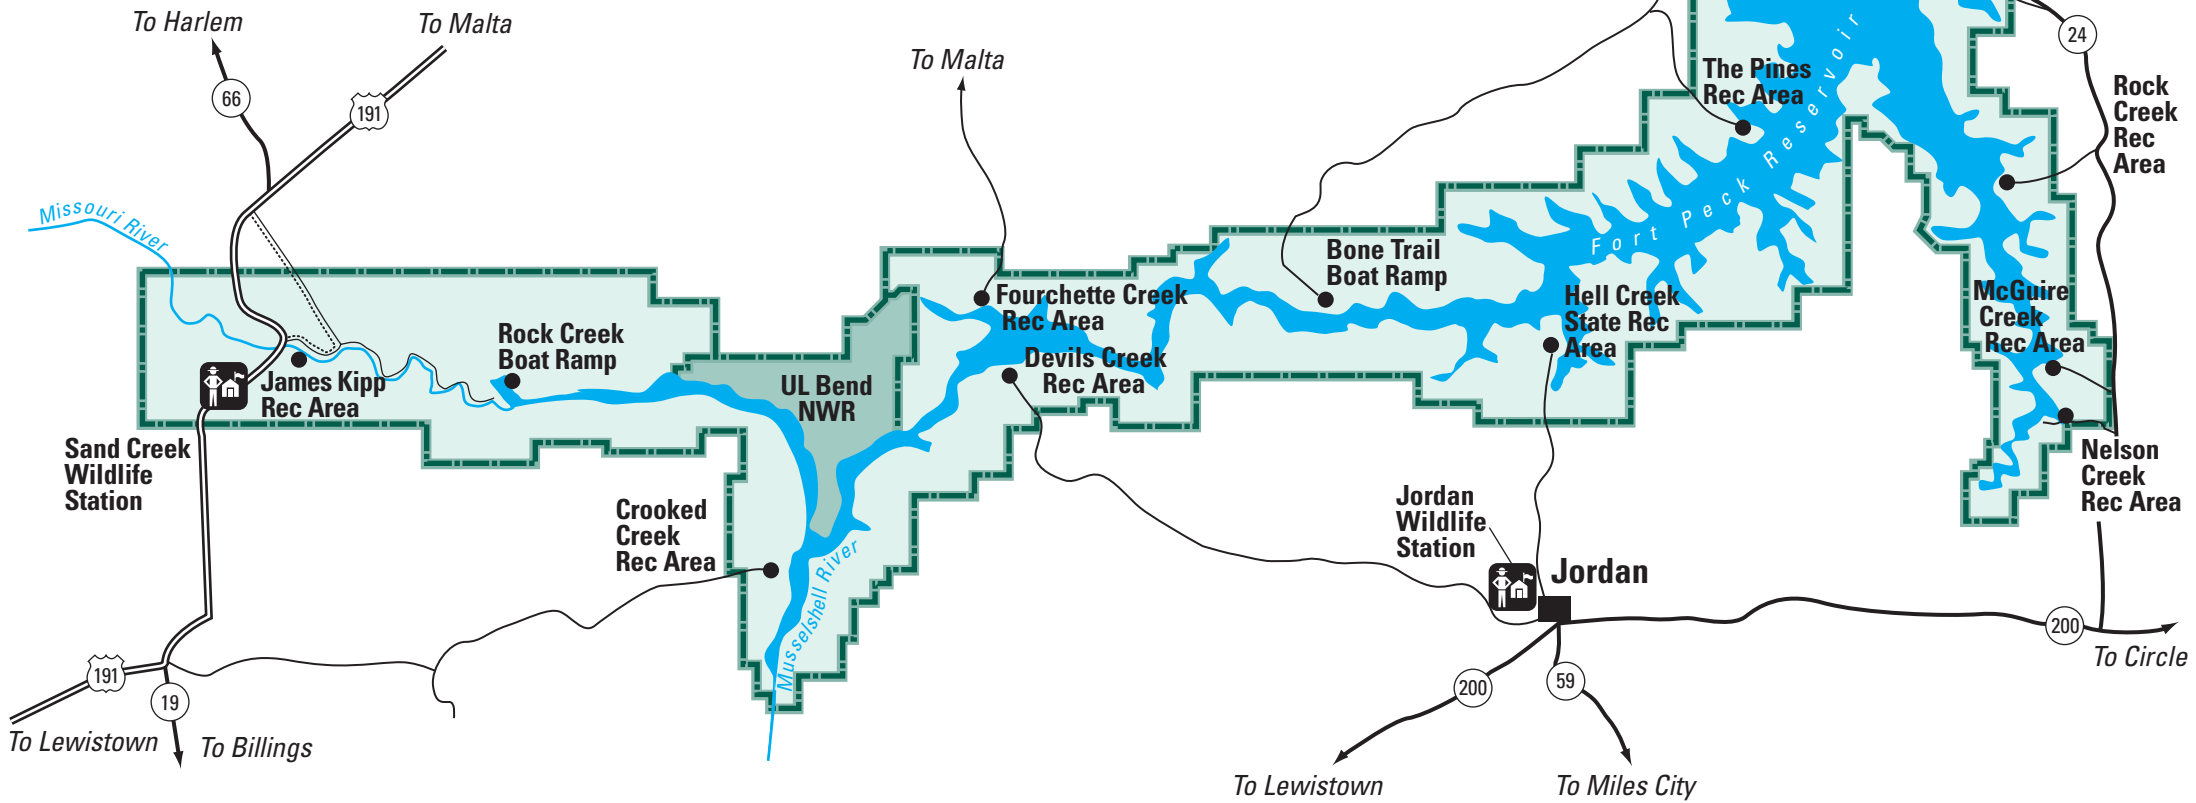 To Harlem
To Malta
66
191
Missouri River
Sand Creek
Wildlife
Station
James Kipp
Rec Area
Rock Creek
Boat Ramp
UL Bend
NWR
Crooked
Creek
Rec Area
Musselshell River
191
19
To Lewistown
To Billings
To Malta
Fourchette Creek
Rec Area
Devils Creek
Rec Area
Bone Trail
Boat Ramp
Hell Creek
State Rec
Area
The Pines
Rec Area
Fort Peck Reservoir
24
Rock
Creek
Rec
Area
McGuire
Creek
Rec Area
Nelson
Creek
Rec Area
Jordan
Wildlife
Station
Jordan
200
59
200
To Circle
To Lewistown
To Miles City